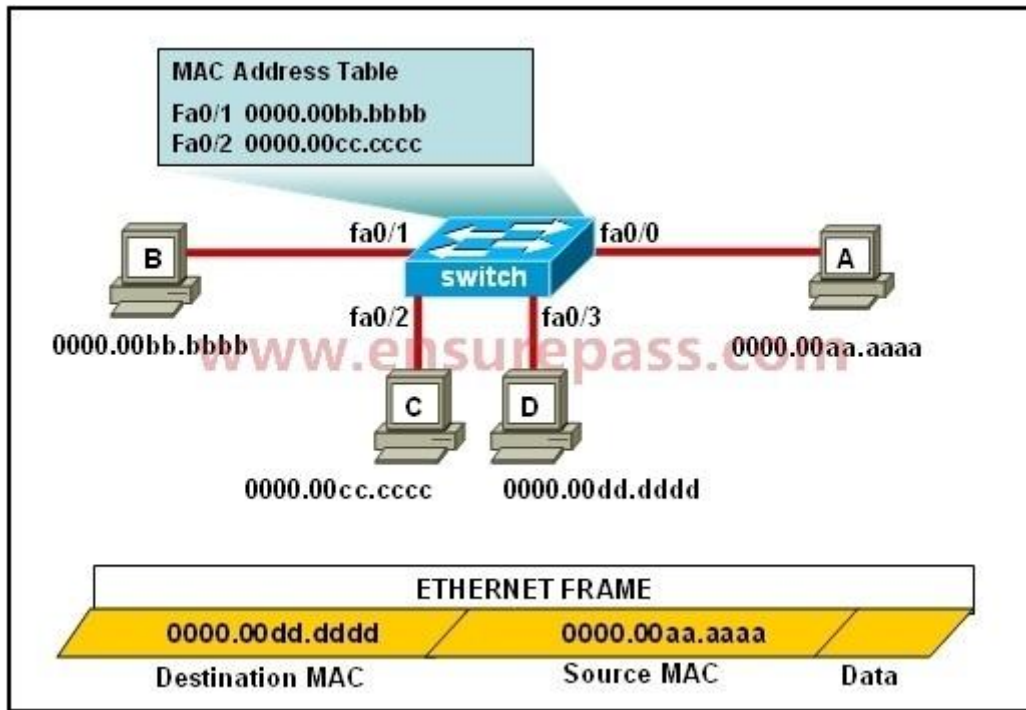 MAC Address Table
Fa0/1 0000.00bb.bbbb
Fa0/2 0000.00cc.cccc
fa0/1
fa0/0
B
A
switch
fa0/2
fa0/3
0000.00bb.bbbb
0000.00aa.aaaa
www.ensurepass.com
C
D
0000.00cc.cccc
0000.00dd.dddd
ETHERNET FRAME
0000.00dd.dddd
0000.00aa.aaaa
Destination MAC
Source MAC
Data